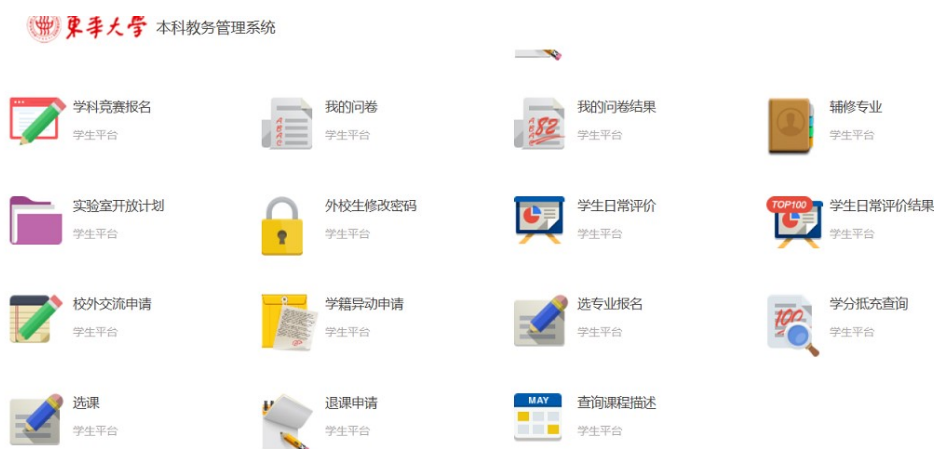 東華大学 本科教务管理系统
学科竞赛报名
学生平台
我的问卷
学生平台
82
我的问卷结果
学生平台
辅修专业
学生平台
实验室开放计划
学生平台
外校生修改密码
学生平台
学生日常评价
学生平台
TOP100
学生日常评价结果
学生平台
校外交流申请
学生平台
学籍异动申请
学生平台
选专业报名
学生平台
100
学分抵充查询
学生平台
选课
学生平台
退课申请
学生平台
MAY
查询课程描述
学生平台